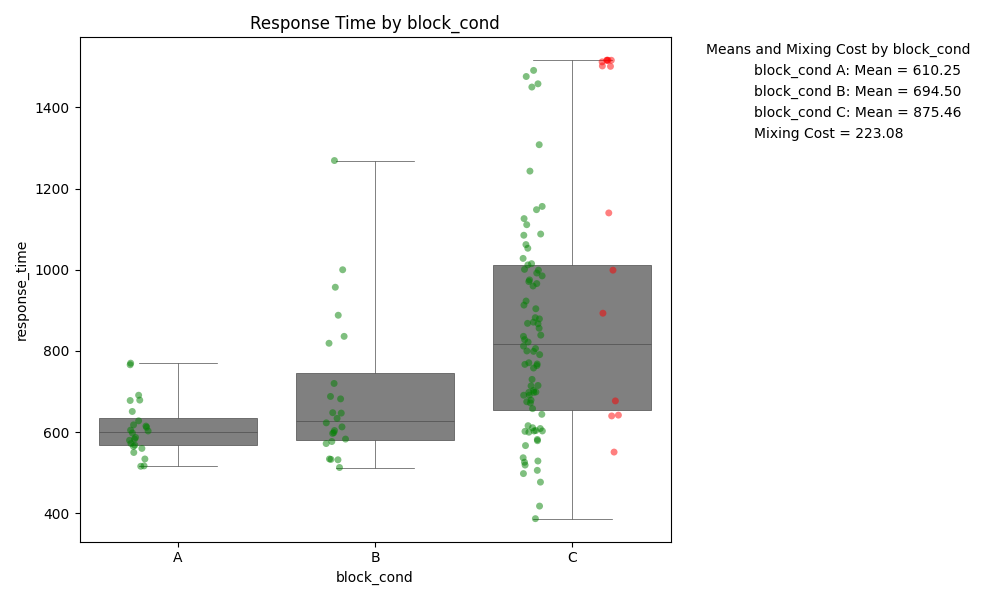 Response Time by block_cond
Means and Mixing Cost by block_cond
block_cond A: Mean = 610.25
block_cond B: Mean = 694.50
block_cond C: Mean = 875.46
Mixing Cost = 223.08
response_time
1400
1200
1000
800
600
400
A
B
C
block_cond